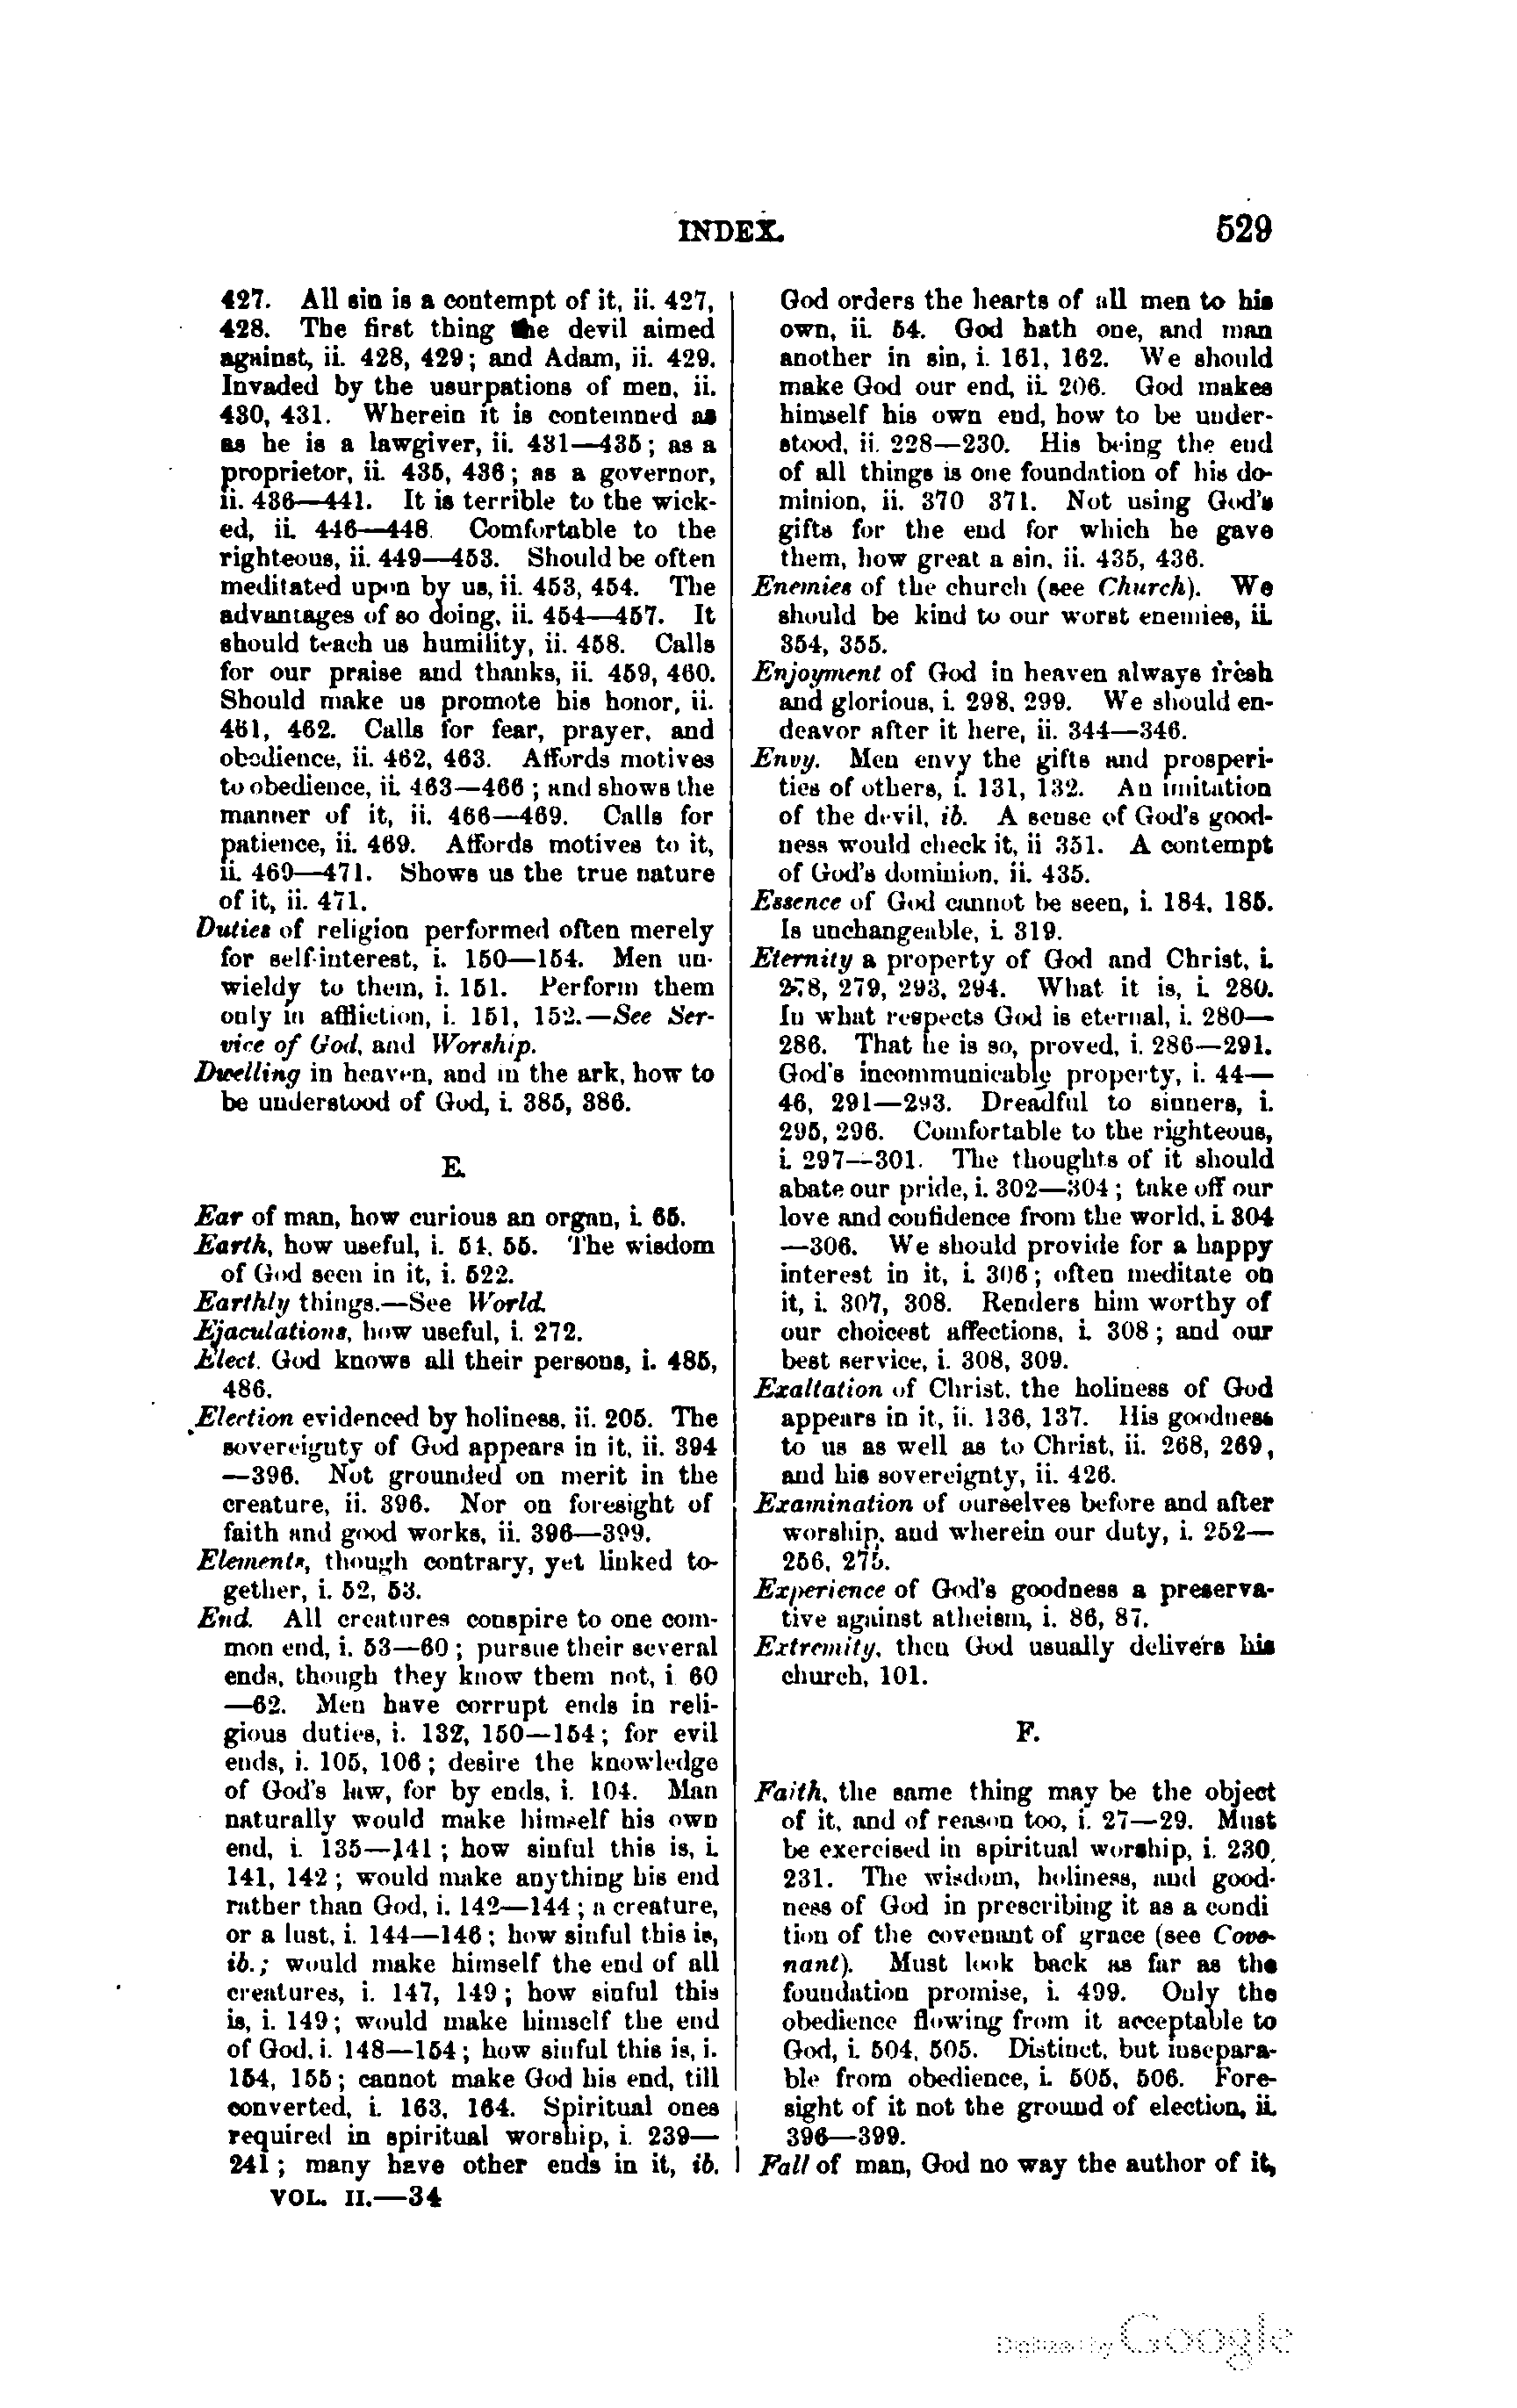 INDEX.
529
427. All sin is a contempt of it, ii. 427,
428. The first thing the devil aimed
against, ii. 428, 429; and Adam, ii. 429.
Invaded by the usurpations of men, ii.
430, 431. Wherein it is contemned as
as he is a lawgiver, ii. 431—435; as a
proprietor, ii. 435, 436; as a governor,
ii. 436—441. It is terrible to the wick-
ed, ii. 446—448. Comfortable to the
righteous, ii. 449—453. Should be often
meditated upon by us, ii. 453, 454. The
advantages of so doing, ii. 454—457. It
should teach us humility, ii. 458. Calls
for our praise and thanks, ii. 459, 460.
Should make us promote his honor, ii.
461, 462. Calls for fear, prayer, and
obedience, ii. 462, 463. Affords motives
to obedience, ii. 463—466; and shows the
manner of it, ii. 466—469. Calls for
patience, ii. 469. Affords motives to it,
ii. 469—471. Shows us the true nature
of it, ii. 471.
Duties of religion performed often merely
for self-interest, i. 150—154. Men un-
wieldy to them, i. 151. Perform them
only in affliction, i. 151, 152.—See Ser-
vice of God, and Worship.
Dwelling in heaven, and in the ark, how to
be understood of God, i. 385, 386.
E.
Ear of man, how curious an organ, i. 65.
Earth, how useful, i. 54, 55. The wisdom
of God seen in it, i. 522.
Earthly things.—See World.
Ejaculations, how useful, i. 272.
Elect. God knows all their persons, i. 485,
486.
Election evidenced by holiness, ii. 205. The
sovereignty of God appears in it, ii. 394
—396. Not grounded on merit in the
creature, ii. 396. Nor on foresight of
faith and good works, ii. 396—399.
Elements, though contrary, yet linked to-
gether, i. 52, 53.
End. All creatures conspire to one com-
mon end, i. 53—60; pursue their several
ends, though they know them not, i 60
—62. Men have corrupt ends in reli-
gious duties, i. 132, 150—154; for evil
ends, i. 105, 106; desire the knowledge
of God's law, for by ends, i. 104. Man
naturally would make himself his own
end, i. 135—141; how sinful this is, i.
141, 142; would make anything his end
rather than God, i. 142—144; a creature,
or a lust, i. 144—146; how sinful this is,
ib.; would make himself the end of all
creatures, i. 147, 149; how sinful this
is, i. 149; would make himself the end
of God, i. 148—154; how sinful this is, i.
154, 155; cannot make God his end, till
converted, i. 163, 164. Spiritual ones
required in spiritual worship, i. 239—
241; many have other ends in it, ib.
VOL. II.—34
God orders the hearts of all men to his
own, ii. 54. God hath one, and man
another in sin, i. 161, 162. We should
make God our end, ii. 206. God makes
himself his own end, how to be under-
stood, ii. 228—230. His being the end
of all things is one foundation of his do-
minion, ii. 370 371. Not using God's
gifts for the end for which he gave
them, how great a sin, ii. 435, 436.
Enemies of the church (see Church). We
should be kind to our worst enemies, ii.
354, 355.
Enjoyment of God in heaven always fresh
and glorious, i. 298, 299. We should en-
deavor after it here, ii. 344—346.
Envy. Men envy the gifts and prosperi-
ties of others, i. 131, 132. An imitation
of the devil, ib. A sense of God's good-
ness would check it, ii 351. A contempt
of God's dominion, ii. 435.
Essence of God cannot be seen, i. 184, 185.
Is unchangeable, i. 319.
Eternity a property of God and Christ, i.
278, 279, 293, 294. What it is, i. 280.
In what respects God is eternal, i. 280—
286. That he is so, proved, i. 286—291.
God's incommunicable property, i. 44—
46, 291—293. Dreadful to sinners, i.
295, 296. Comfortable to the righteous,
i. 297—301. The thoughts of it should
abate our pride, i. 302—304; take off our
love and confidence from the world, i. 304
—306. We should provide for a happy
interest in it, i. 306; often meditate on
it, i. 307, 308. Renders him worthy of
our choicest affections, i. 308; and our
best service, i. 308, 309.
Exaltation of Christ, the holiness of God
appears in it, ii. 136, 137. His goodness
to us as well as to Christ, ii. 268, 269,
and his sovereignty, ii. 426.
Examination of ourselves before and after
worship, and wherein our duty, i. 252—
256, 275.
Experience of God's goodness a preserva-
tive against atheism, i. 86, 87.
Extremity, then God usually delivers his
church, 101.
F.
Faith, the same thing may be the object
of it, and of reason too, i. 27—29. Must
be exercised in spiritual worship, i. 230,
231. The wisdom, holiness, and good-
ness of God in prescribing it as a condi
tion of the covenant of grace (see Cove-
nant). Must look back as far as the
foundation promise, i. 499. Only the
obedience flowing from it acceptable to
God, i. 504, 505. Distinct, but insepara-
ble from obedience, i. 505, 506. Fore-
sight of it not the ground of election, ii.
396—399.
Fall of man, God no way the author of it,
Digitized by Google